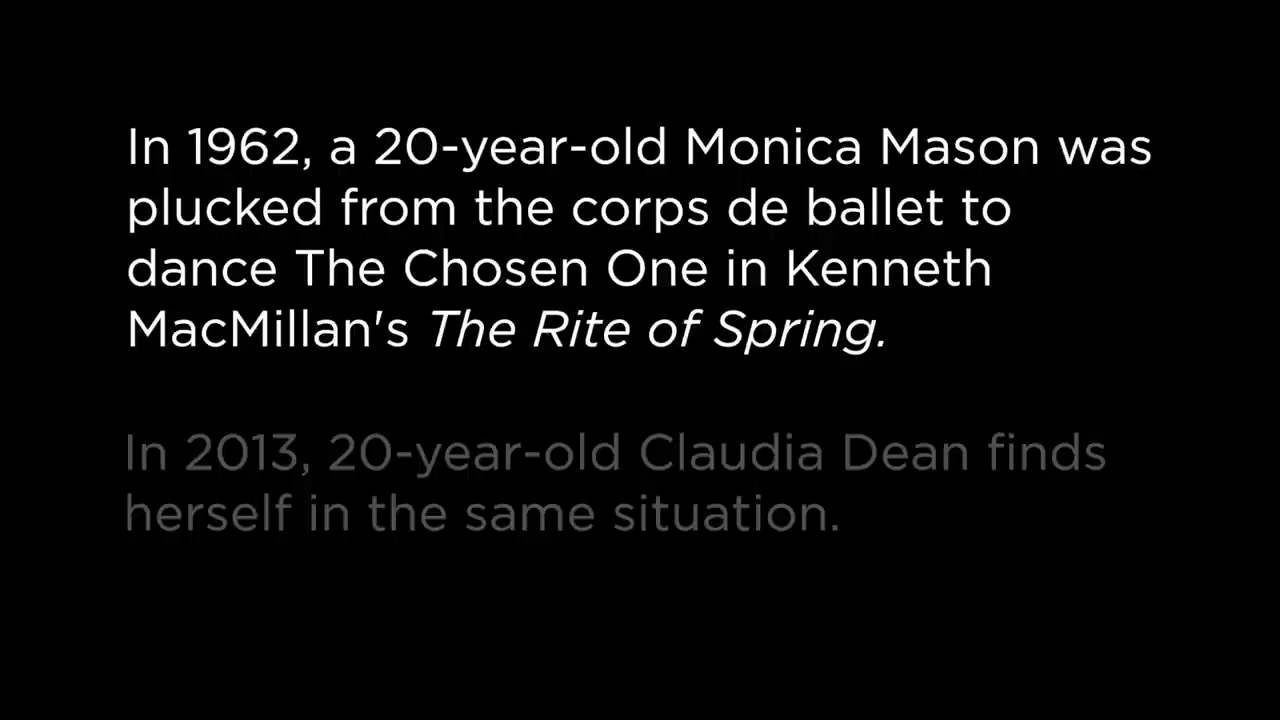 In 1962, a 20-year-old Monica Mason was
plucked from the corps de ballet to
dance The Chosen One in Kenneth
MacMillan's The Rite of Spring.
In 2013, 20-year-old Claudia Dean finds
herself in the same situation.